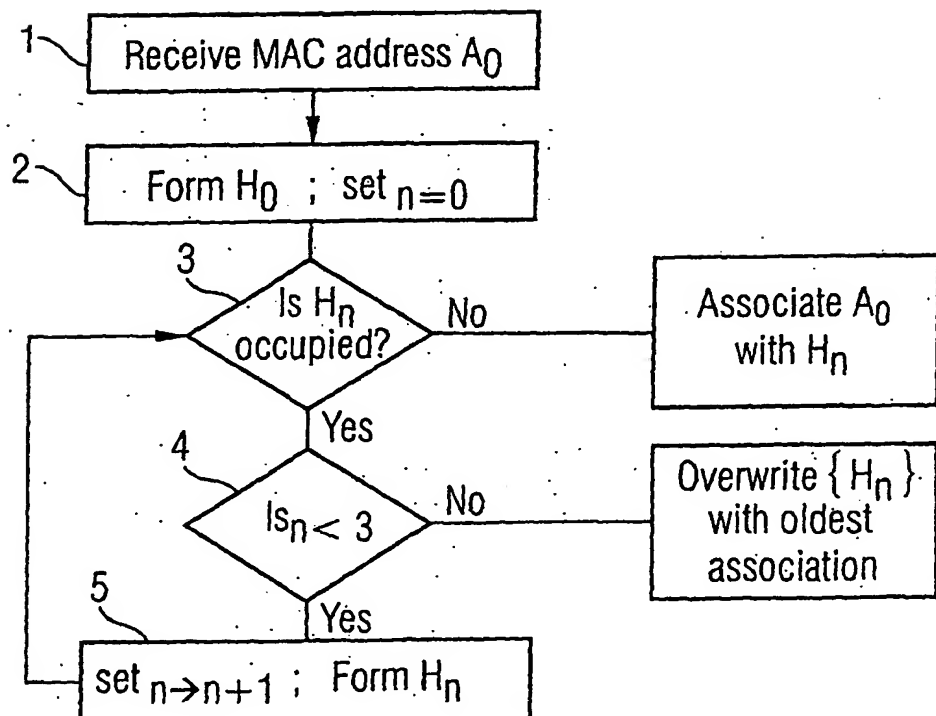 1
Receive MAC address A0
2
Form H0 ; set n=0
3
Is Hn
occupied?
No
Associate A0
with Hn
Yes
4
Is n < 3
No
Overwrite {Hn}
with oldest
association
Yes
5
set n→n+1 ; Form Hn